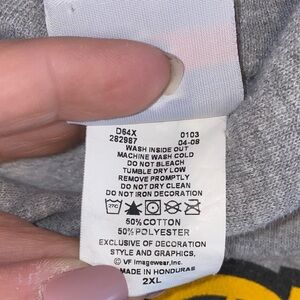 D64X 0103
282987 04-08
WASH INSIDE OUT
MACHINE WASH COLD
DO NOT BLEACH
TUMBLE DRY LOW
REMOVE PROMPTLY
DO NOT DRY CLEAN
DO NOT IRON DECORATION
50% COTTON
50% POLYESTER
EXCLUSIVE OF DECORATION
STYLE AND GRAPHICS,
© VF Imagewear, Inc.
MADE IN HONDURAS
2XL